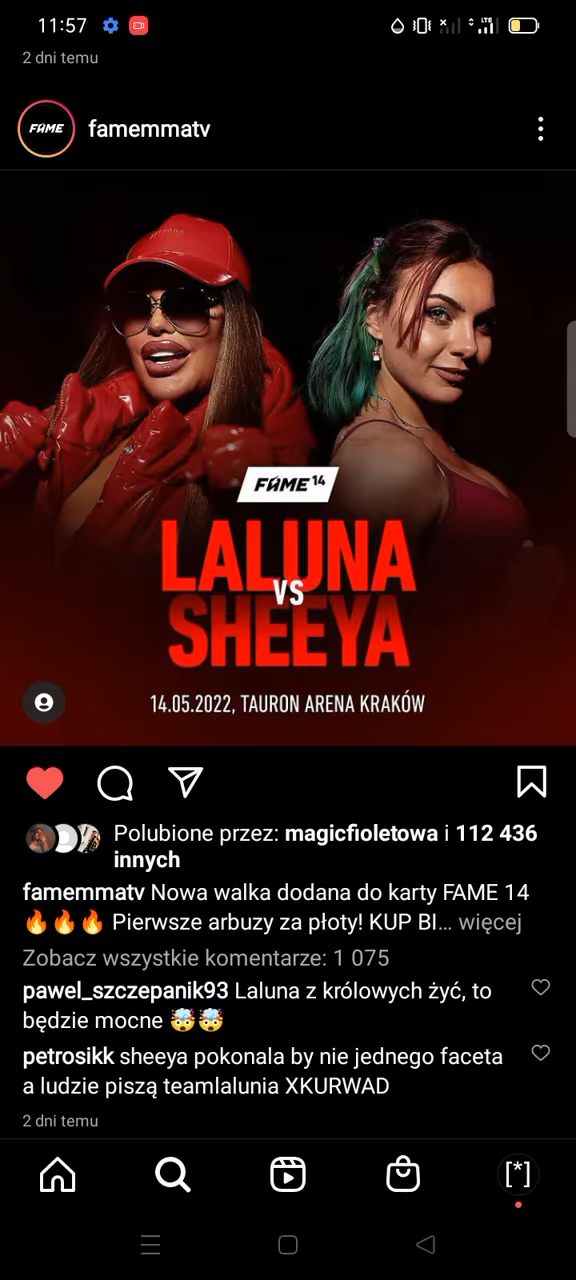 11:57
LTE
2 dni temu
FAME
famemmatv
FAME 14
LALUNA
VS
SHEEYA
14.05.2022, TAURON ARENA KRAKÓW
Polubione przez: magicfioletowa i 112 436
innych
famemmatv Nowa walka dodana do karty FAME 14
🔥🔥🔥 Pierwsze arbuzy za płoty! KUP BI... więcej
Zobacz wszystkie komentarze: 1 075
pawel_szczepanik93 Laluna z królowych żyć, to
będzie mocne 🤯🤯
petrosikk sheeya pokonala by nie jednego faceta
a ludzie piszą teamlalunia XKURWAD
2 dni temu
[*]